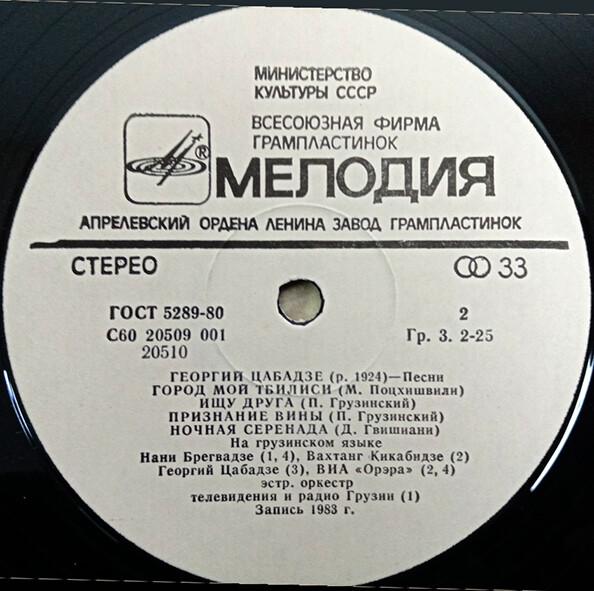 МИНИСТЕРСТВО
КУЛЬТУРЫ СССР
ВСЕСОЮЗНАЯ ФИРМА
ГРАМПЛАСТИНОК
®
МЕЛОДИЯ
АПРЕЛЕВСКИЙ ОРДЕНА ЛЕНИНА ЗАВОД ГРАМПЛАСТИНОК
СТЕРЕО 33
ГОСТ 5289-80 2
С60 20509 001 Гр. 3. 2-25
20510
ГЕОРГИЙ ЦАБАДЗЕ (р. 1924)—Песни
ГОРОД МОЙ ТБИЛИСИ (М. Поцхишвили)
ИЩУ ДРУГА (П. Грузинский)
ПРИЗНАНИЕ ВИНЫ (П. Грузинский)
НОЧНАЯ СЕРЕНАДА (Д. Гвишиани)
На грузинском языке
Нани Брегвадзе (1, 4), Вахтанг Кикабидзе (2)
Георгий Цабадзе (3), ВИА «Орэра» (2, 4)
эстр. оркестр
телевидения и радио Грузии (1)
Запись 1983 г.